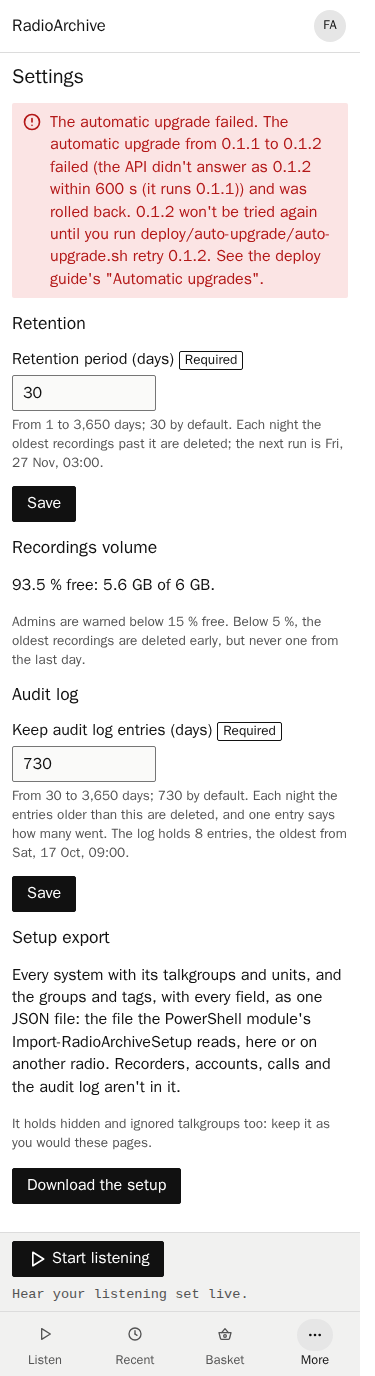 RadioArchive
FA
Settings
The automatic upgrade failed. The
automatic upgrade from 0.1.1 to 0.1.2
failed (the API didn't answer as 0.1.2
within 600 s (it runs 0.1.1)) and was
rolled back. 0.1.2 won't be tried again
until you run deploy/auto-upgrade/auto-
upgrade.sh retry 0.1.2. See the deploy
guide's "Automatic upgrades".
Retention
Retention period (days) Required
30
From 1 to 3,650 days; 30 by default. Each night the
oldest recordings past it are deleted; the next run is Fri,
27 Nov, 03:00.
Save
Recordings volume
93.5 % free: 5.6 GB of 6 GB.
Admins are warned below 15 % free. Below 5 %, the
oldest recordings are deleted early, but never one from
the last day.
Audit log
Keep audit log entries (days) Required
730
From 30 to 3,650 days; 730 by default. Each night the
entries older than this are deleted, and one entry says
how many went. The log holds 8 entries, the oldest from
Sat, 17 Oct, 09:00.
Save
Setup export
Every system with its talkgroups and units, and
the groups and tags, with every field, as one
JSON file: the file the PowerShell module's
Import-RadioArchiveSetup reads, here or on
another radio. Recorders, accounts, calls and
the audit log aren't in it.
It holds hidden and ignored talkgroups too: keep it as
you would these pages.
Download the setup
Start listening
Hear your listening set live.
Listen
Recent
Basket
More